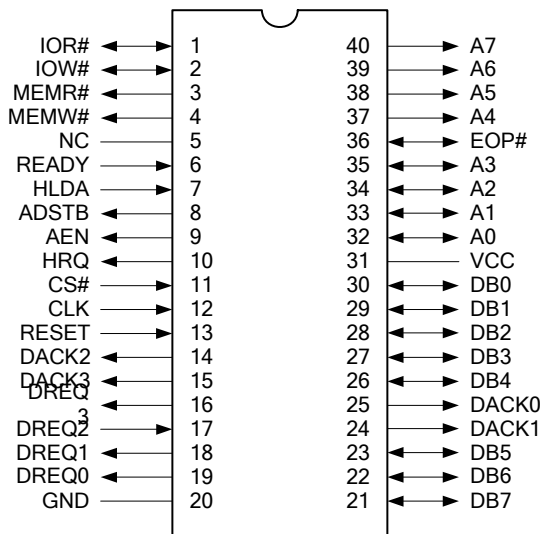 IOR# 1 40 A7
IOW# 2 39 A6
MEMR# 3 38 A5
MEMW# 4 37 A4
NC 5 36 EOP#
READY 6 35 A3
HLDA 7 34 A2
ADSTB 8 33 A1
AEN 9 32 A0
HRQ 10 31 VCC
CS# 11 30 DB0
CLK 12 29 DB1
RESET 13 28 DB2
DACK2 14 27 DB3
DACK3 15 26 DB4
DREQ
3 16 25 DACK0
DREQ2 17 24 DACK1
DREQ1 18 23 DB5
DREQ0 19 22 DB6
GND 20 21 DB7